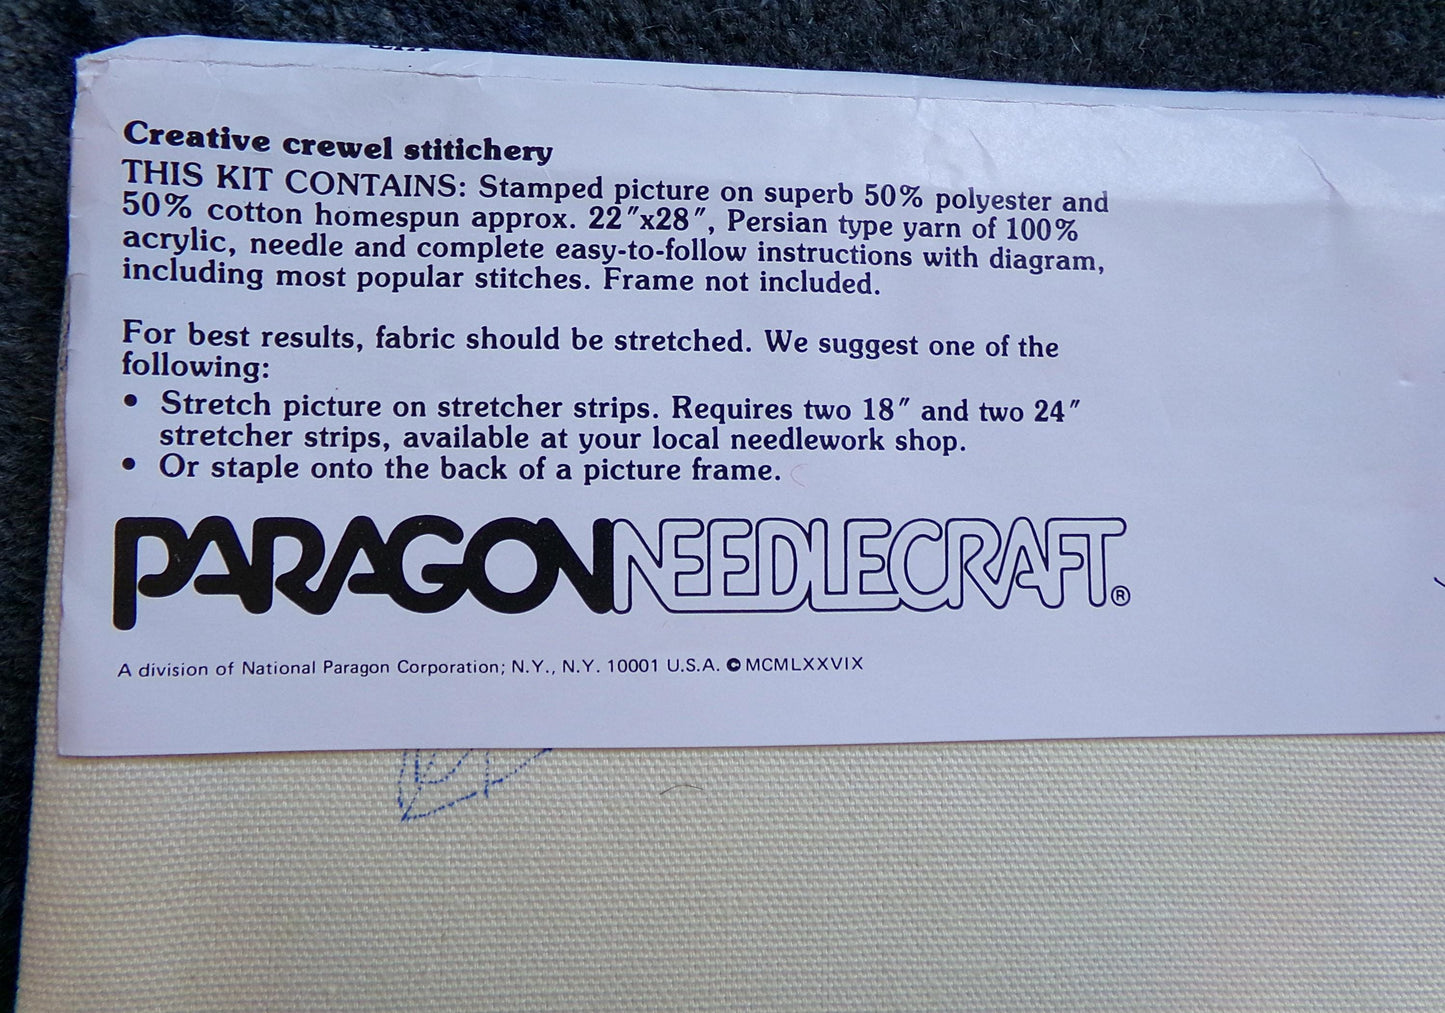 Creative crewel stitichery
THIS KIT CONTAINS: Stamped picture on superb 50% polyester and
50% cotton homespun approx. 22"x28", Persian type yarn of 100%
acrylic, needle and complete easy-to-follow instructions with diagram,
including most popular stitches. Frame not included.
For best results, fabric should be stretched. We suggest one of the
following:
• Stretch picture on stretcher strips. Requires two 18" and two 24"
stretcher strips, available at your local needlework shop.
• Or staple onto the back of a picture frame.
PARAGON NEEDLECRAFT®
A division of National Paragon Corporation; N.Y., N.Y. 10001 U.S.A. © MCMLXXVIX